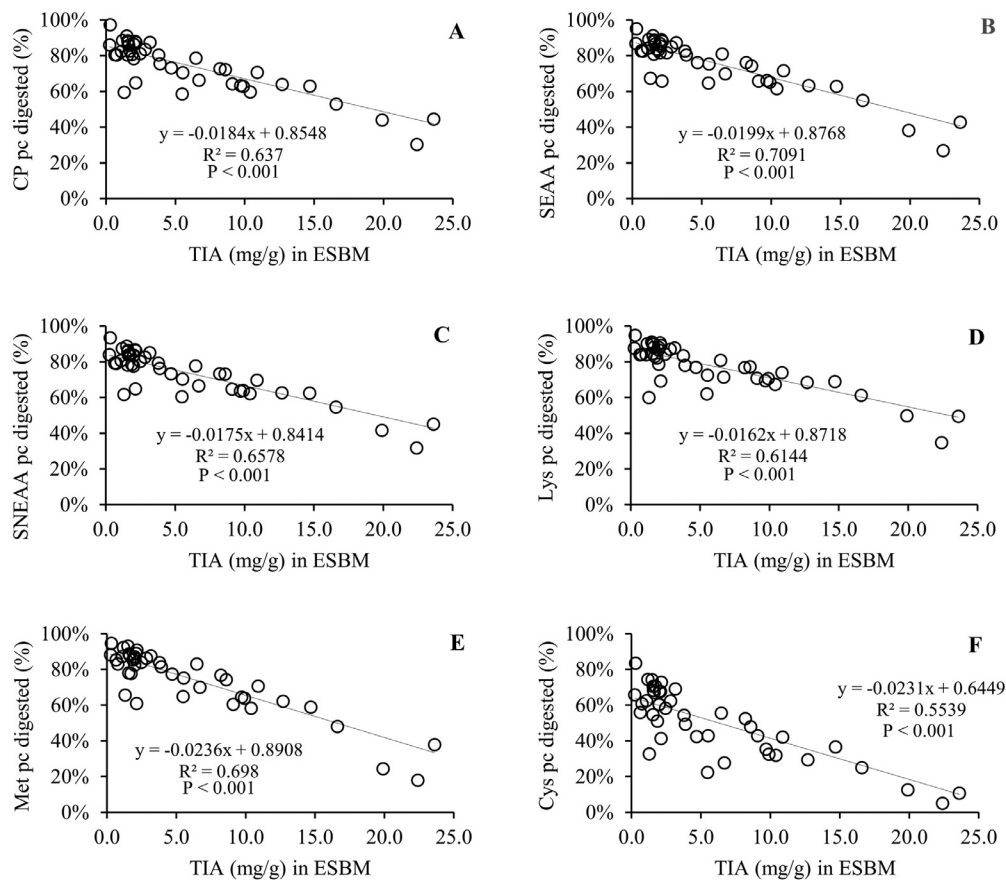 A
CP pc digested (%)
100%
80%
60%
40%
20%
0%
y = -0.0184x + 0.8548
R² = 0.637
P < 0.001
0.0 5.0 10.0 15.0 20.0 25.0
TIA (mg/g) in ESBM
B
SEAA pc digested (%)
100%
80%
60%
40%
20%
0%
y = -0.0199x + 0.8768
R² = 0.7091
P < 0.001
0.0 5.0 10.0 15.0 20.0 25.0
TIA (mg/g) in ESBM
C
SNEAA pc digested (%)
100%
80%
60%
40%
20%
0%
y = -0.0175x + 0.8414
R² = 0.6578
P < 0.001
0.0 5.0 10.0 15.0 20.0 25.0
TIA (mg/g) in ESBM
D
Lys pc digested (%)
100%
80%
60%
40%
20%
0%
y = -0.0162x + 0.8718
R² = 0.6144
P < 0.001
0.0 5.0 10.0 15.0 20.0 25.0
TIA (mg/g) in ESBM
E
Met pc digested (%)
100%
80%
60%
40%
20%
0%
y = -0.0236x + 0.8908
R² = 0.698
P < 0.001
0.0 5.0 10.0 15.0 20.0 25.0
TIA (mg/g) in ESBM
F
Cys pc digested (%)
100%
80%
60%
40%
20%
0%
y = -0.0231x + 0.6449
R² = 0.5539
P < 0.001
0.0 5.0 10.0 15.0 20.0 25.0
TIA (mg/g) in ESBM